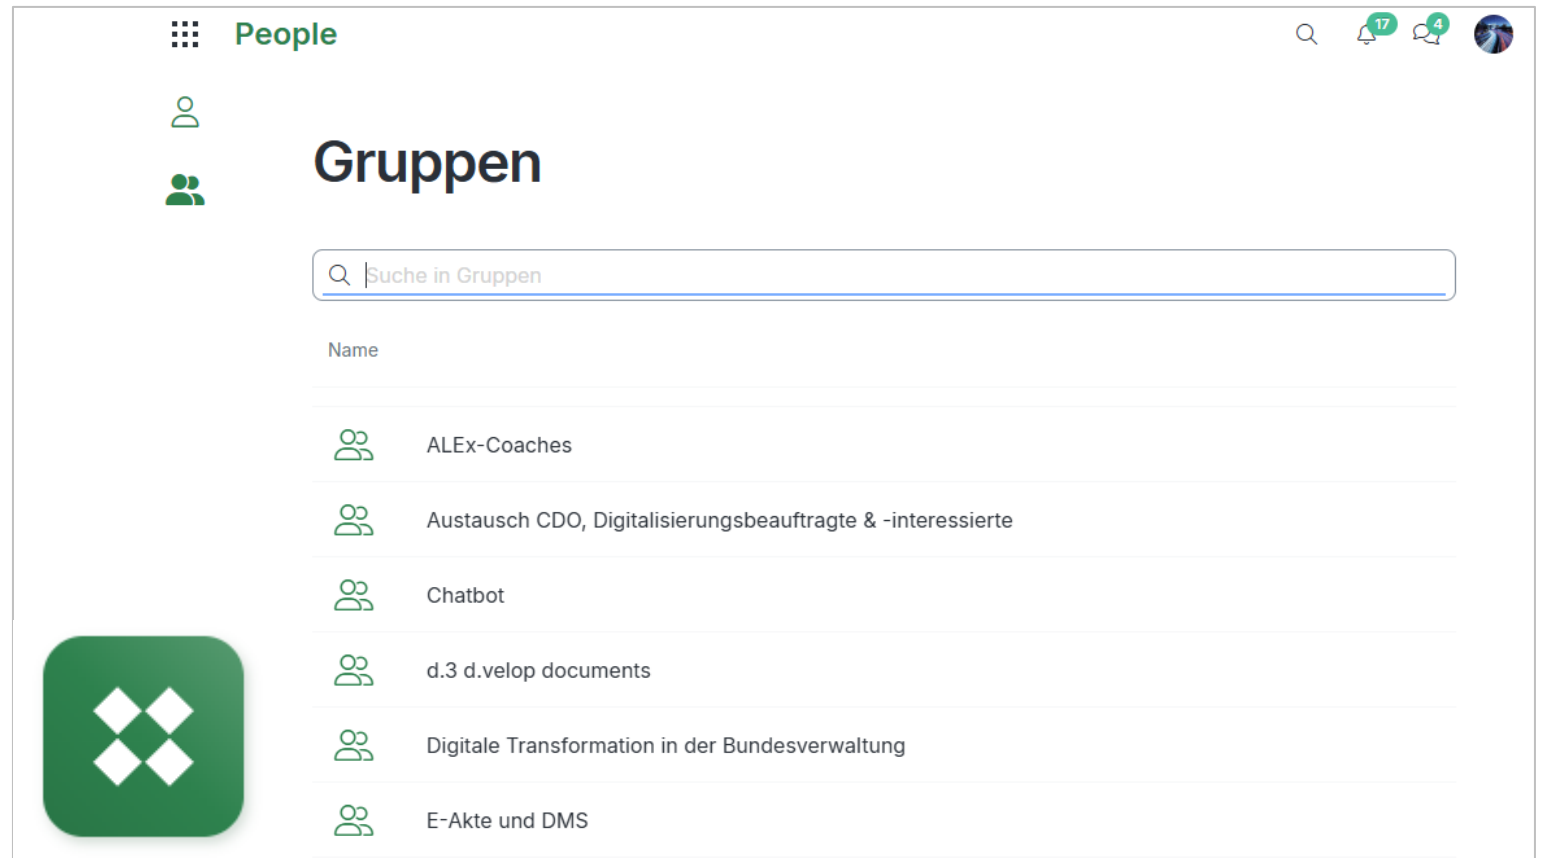 People
17
4
Gruppen
Suche in Gruppen
Name
ALEx-Coaches
Austausch CDO, Digitalisierungsbeauftragte & -interessierte
Chatbot
d.3 d.velop documents
Digitale Transformation in der Bundesverwaltung
E-Akte und DMS